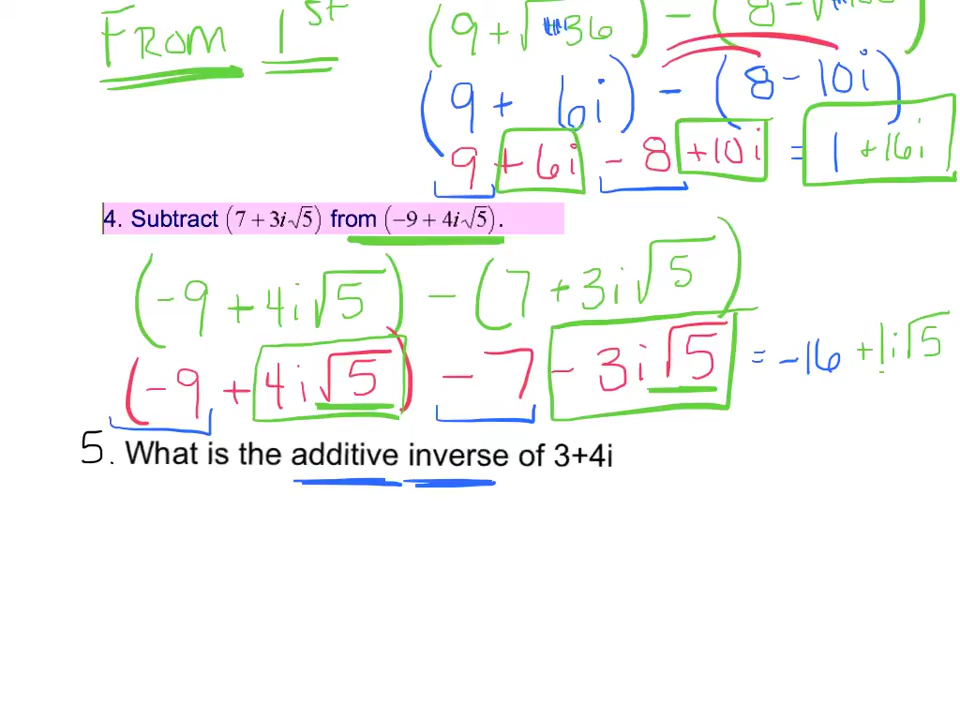 FROM 1st
(9 + √-36) - (8 - √
(9 + 6i) - (8 - 10i)
9 + 6i - 8 + 10i = 1 + 16i
4. Subtract (7 + 3i√5) from (−9 + 4i√5).
(-9 + 4i√5) - (7 + 3i√5)
(-9 + 4i√5) - 7 - 3i√5 = -16 + 1i√5
5. What is the additive inverse of 3+4i